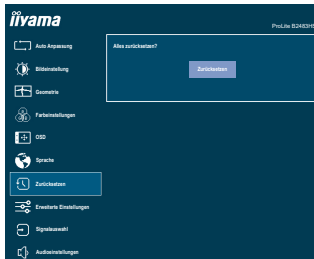 iiyama
ProLite B2483HS
Auto Anpassung
Alles zurücksetzen?
Bildeinstellung
Zurücksetzen
Geometrie
Farbeinstellungen
OSD
Sprache
Zurücksetzen
Erweiterte Einstellungen
Signalauswahl
Audioeinstellungen